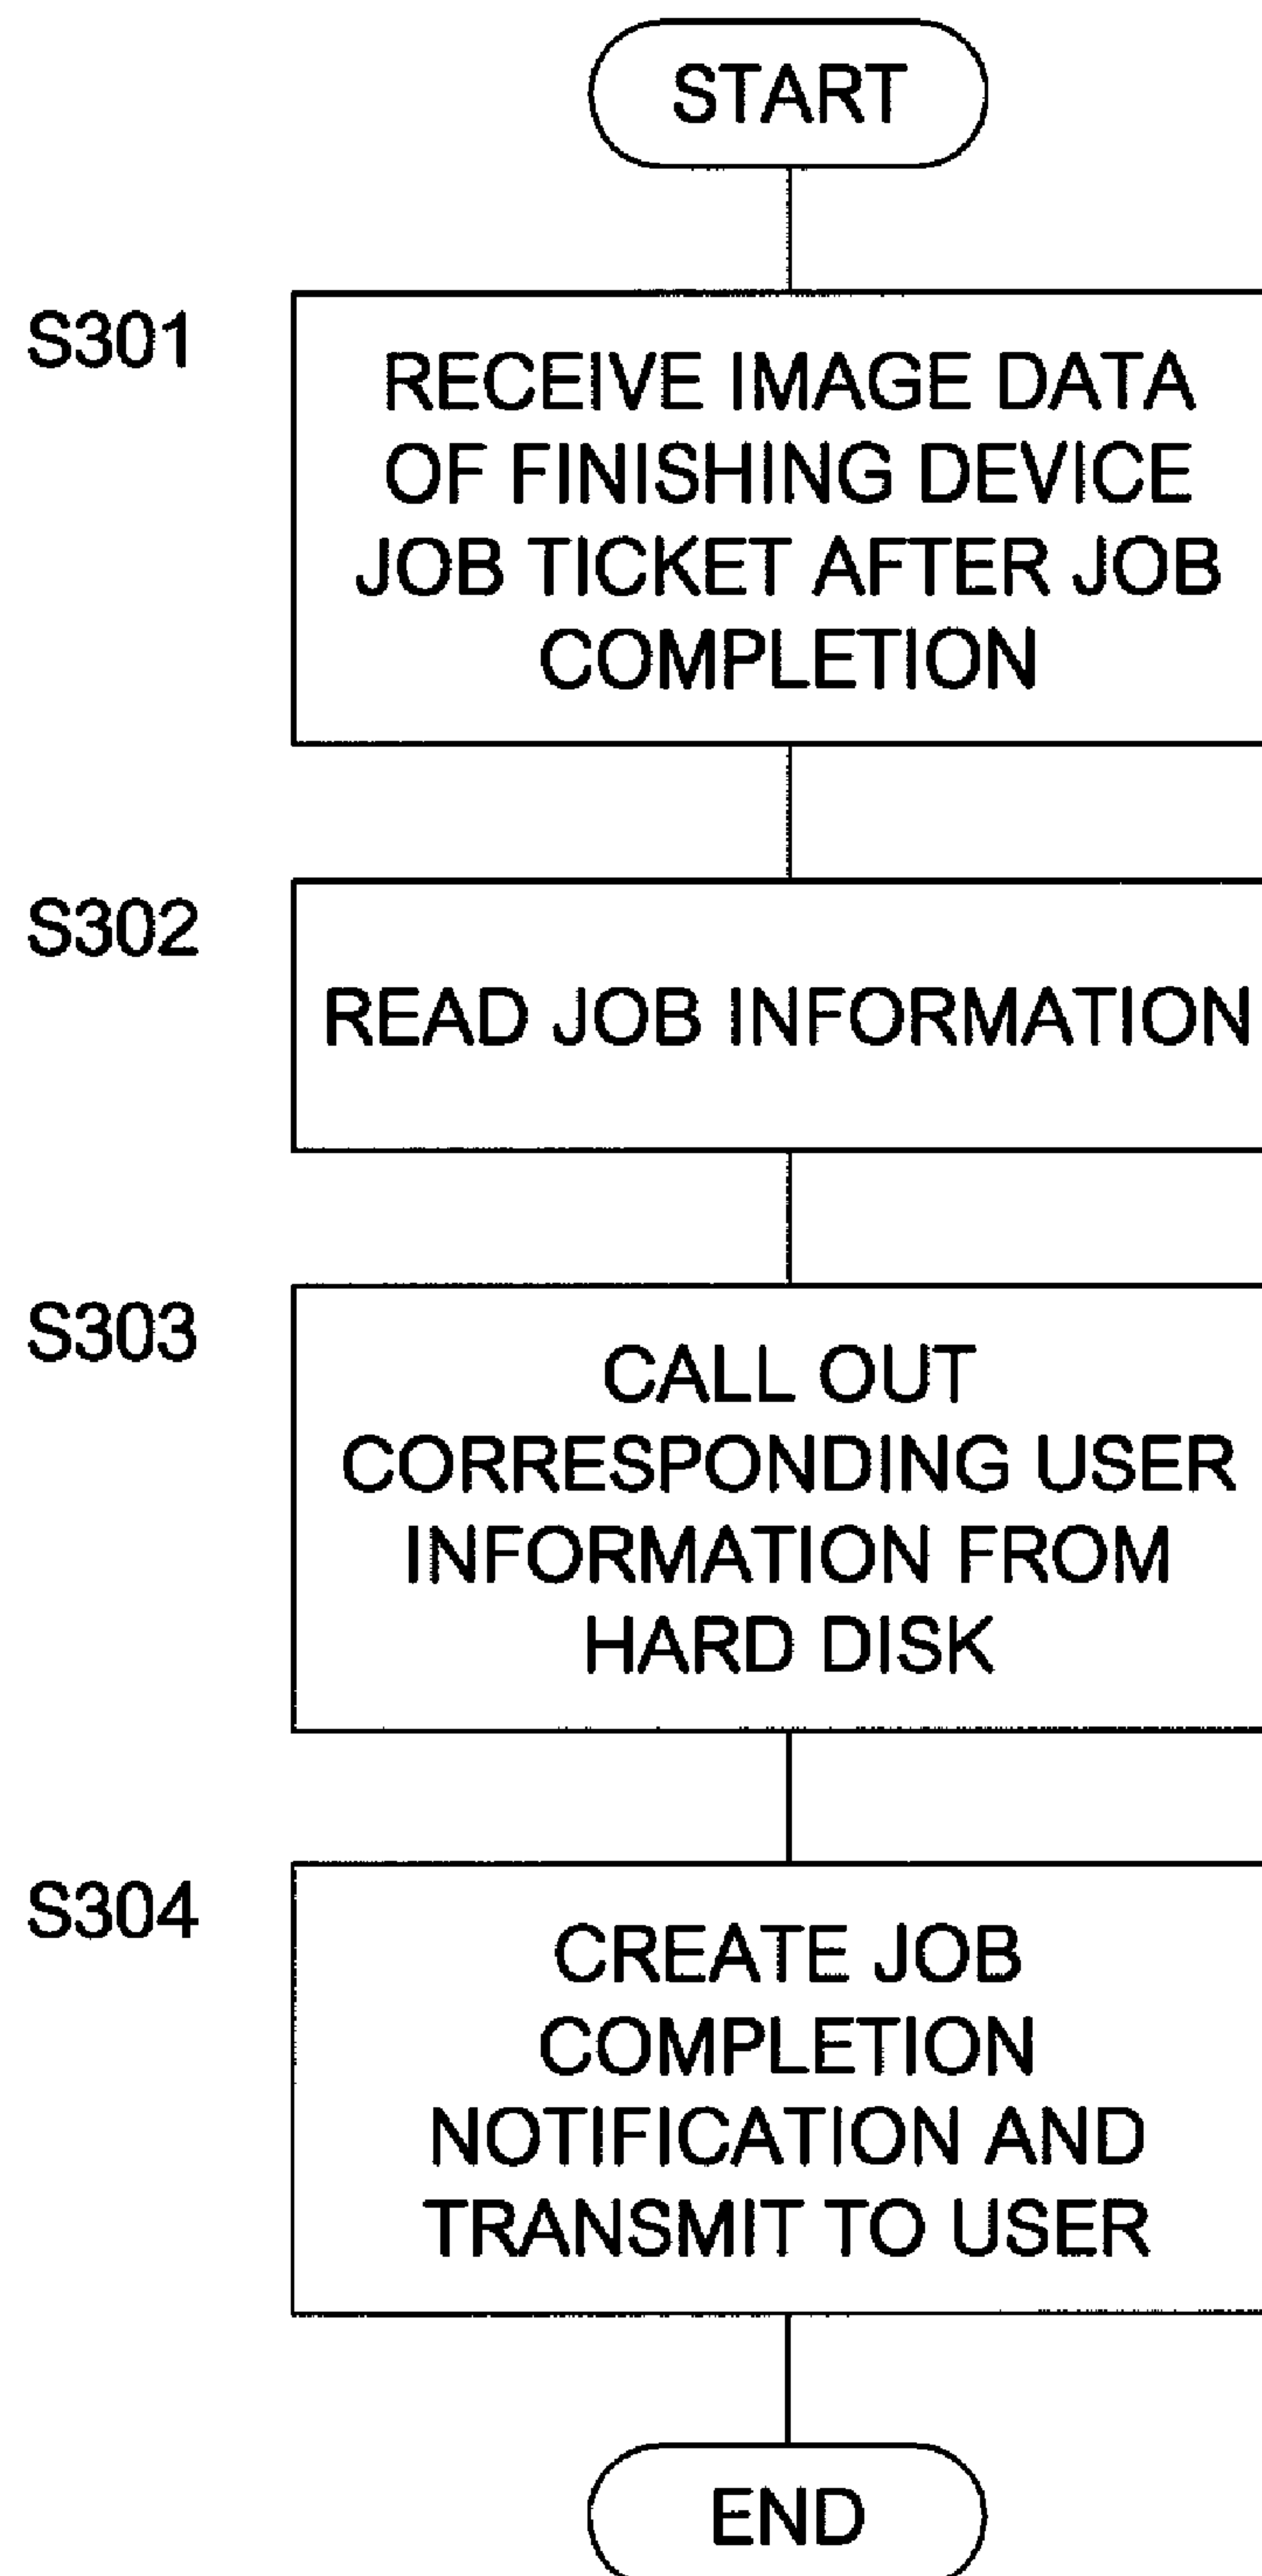 START
S301
RECEIVE IMAGE DATA
OF FINISHING DEVICE
JOB TICKET AFTER JOB
COMPLETION
S302
READ JOB INFORMATION
S303
CALL OUT
CORRESPONDING USER
INFORMATION FROM
HARD DISK
S304
CREATE JOB
COMPLETION
NOTIFICATION AND
TRANSMIT TO USER
END